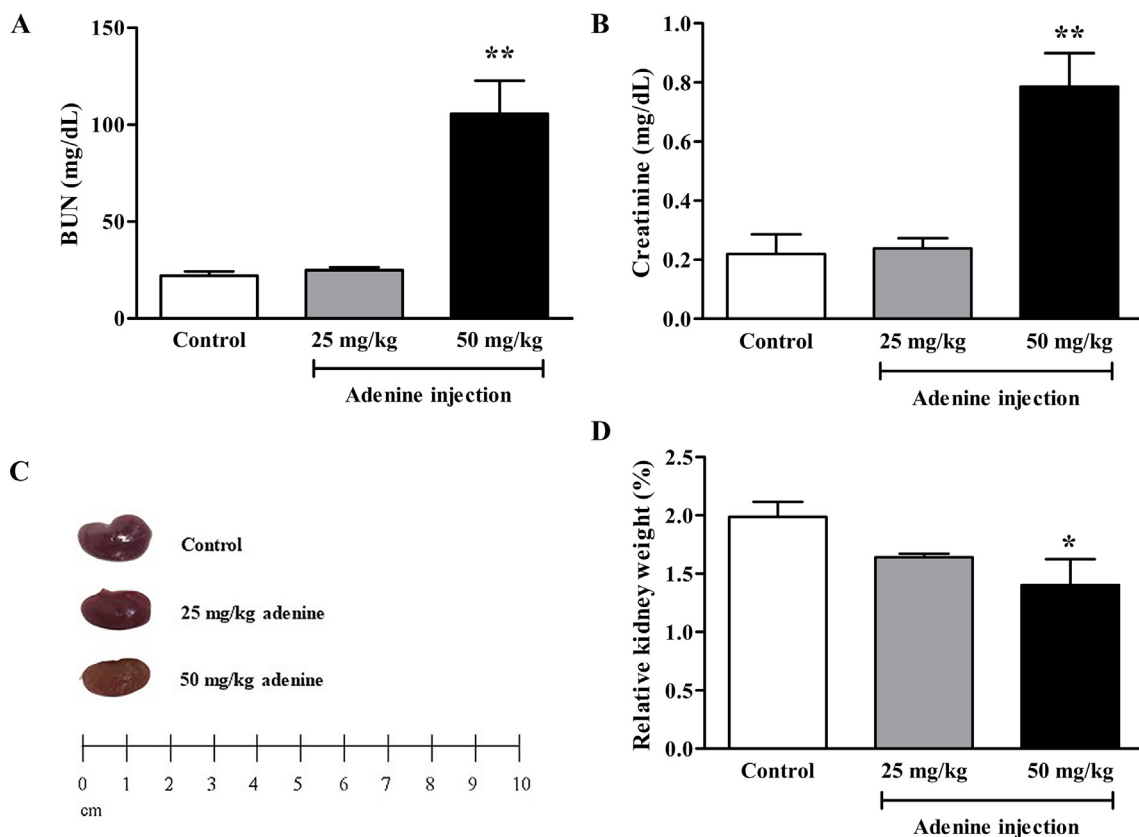 A
BUN (mg/dL)
150
100
50
0
**
Control
25 mg/kg
50 mg/kg
Adenine injection
B
Creatinine (mg/dL)
1.0
0.8
0.6
0.4
0.2
0.0
**
Control
25 mg/kg
50 mg/kg
Adenine injection
C
Control
25 mg/kg adenine
50 mg/kg adenine
0 1 2 3 4 5 6 7 8 9 10
cm
D
Relative kidney weight (%)
2.5
2.0
1.5
1.0
0.5
0.0
*
Control
25 mg/kg
50 mg/kg
Adenine injection